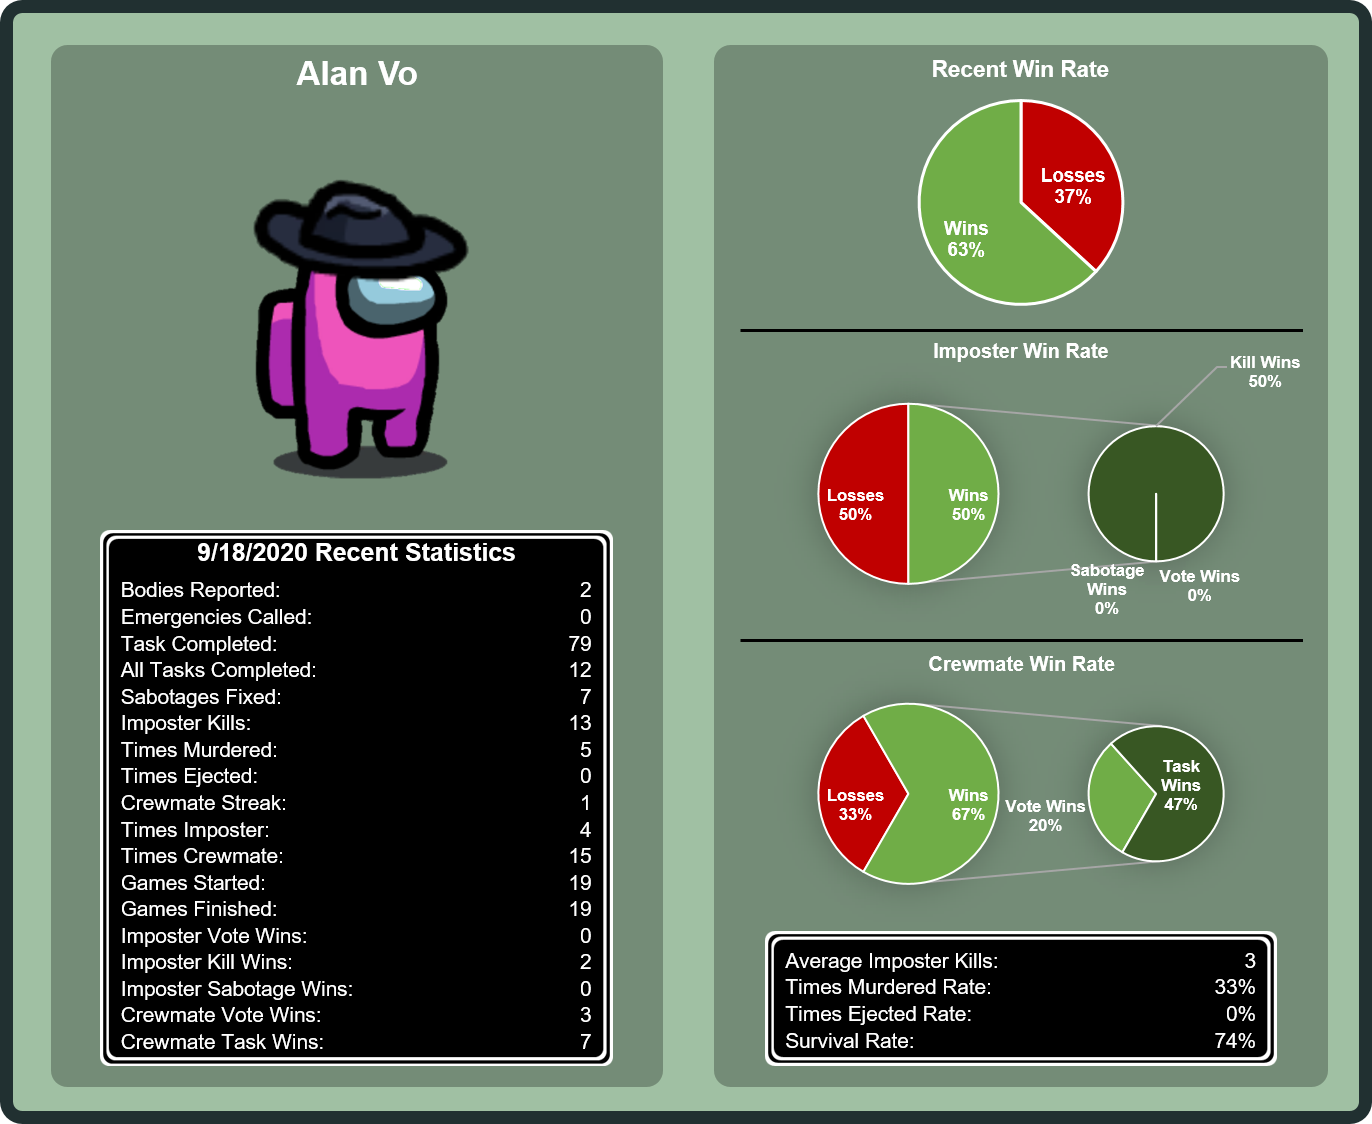 Alan Vo
9/18/2020 Recent Statistics
Bodies Reported: 2
Emergencies Called: 0
Task Completed: 79
All Tasks Completed: 12
Sabotages Fixed: 7
Imposter Kills: 13
Times Murdered: 5
Times Ejected: 0
Crewmate Streak: 1
Times Imposter: 4
Times Crewmate: 15
Games Started: 19
Games Finished: 19
Imposter Vote Wins: 0
Imposter Kill Wins: 2
Imposter Sabotage Wins: 0
Crewmate Vote Wins: 3
Crewmate Task Wins: 7
Recent Win Rate
Losses
37%
Wins
63%
Imposter Win Rate
Kill Wins
50%
Losses
50%
Wins
50%
Sabotage
Wins
0%
Vote Wins
0%
Crewmate Win Rate
Losses
33%
Wins
67%
Vote Wins
20%
Task
Wins
47%
Average Imposter Kills: 3
Times Murdered Rate: 33%
Times Ejected Rate: 0%
Survival Rate: 74%